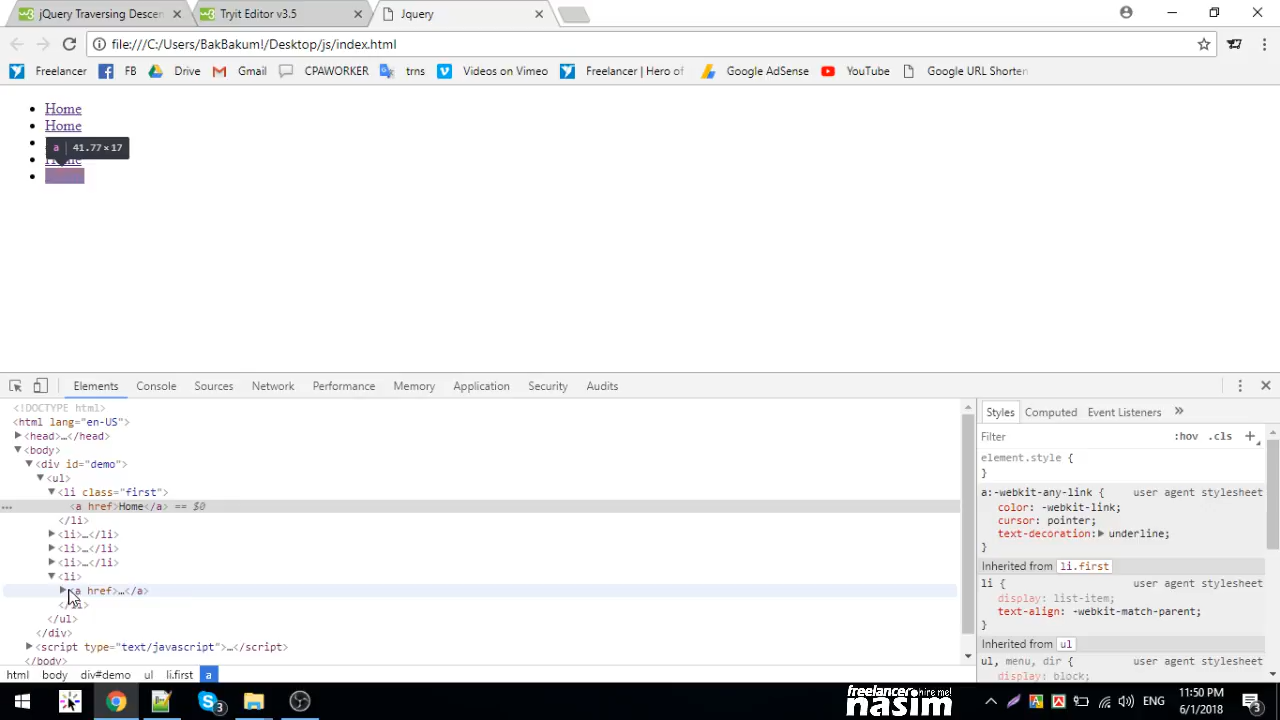 jQuery Traversing Descen
Tryit Editor v3.5
Jquery
file:///C:/Users/BakBakum!/Desktop/js/index.html
Freelancer FB Drive Gmail CPAWORKER trns Videos on Vimeo Freelancer | Hero of Google AdSense YouTube Google URL Shorten
Home
Home
a 41.77 × 17
Elements Console Sources Network Performance Memory Application Security Audits
<!DOCTYPE html>
<html lang="en-US">
<head>…</head>
<body>
<div id="demo">
<ul>
<li class="first">
... <a href>Home</a> == $0
</li>
<li>…</li>
<li>…</li>
<li>…</li>
<li>
<a href>…</a>
</li>
</ul>
</div>
<script type="text/javascript">…</script>
</body>
html body div#demo ul li.first a
Styles Computed Event Listeners »
Filter :hov .cls +
element.style {
}
a:-webkit-any-link { user agent stylesheet
color: -webkit-link;
cursor: pointer;
text-decoration: underline;
}
Inherited from li.first
li { user agent stylesheet
display: list-item;
text-align: -webkit-match-parent;
}
Inherited from ul
ul, menu, dir { user agent stylesheet
display: block;
3
freelancer hire me!
nasim
ENG
11:50 PM
6/1/2018
3